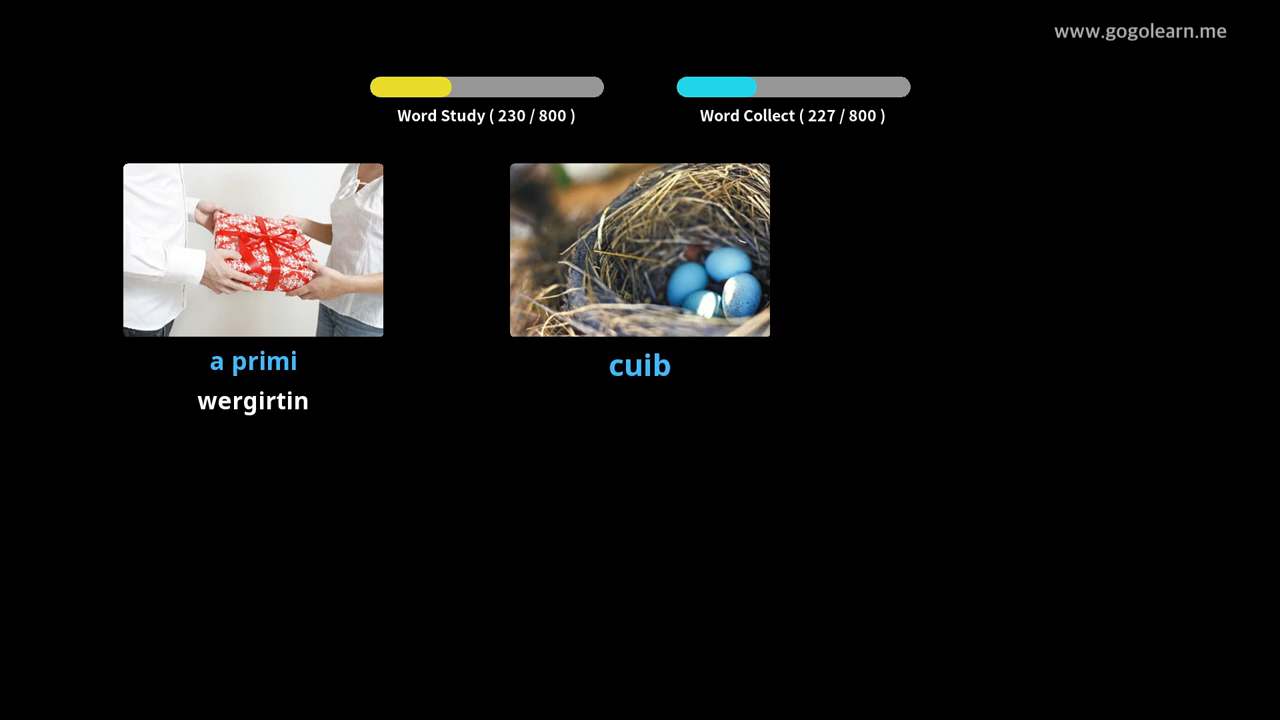 www.gogolearn.me
Word Study ( 230 / 800 )
Word Collect ( 227 / 800 )
a primi
wergirtin
cuib